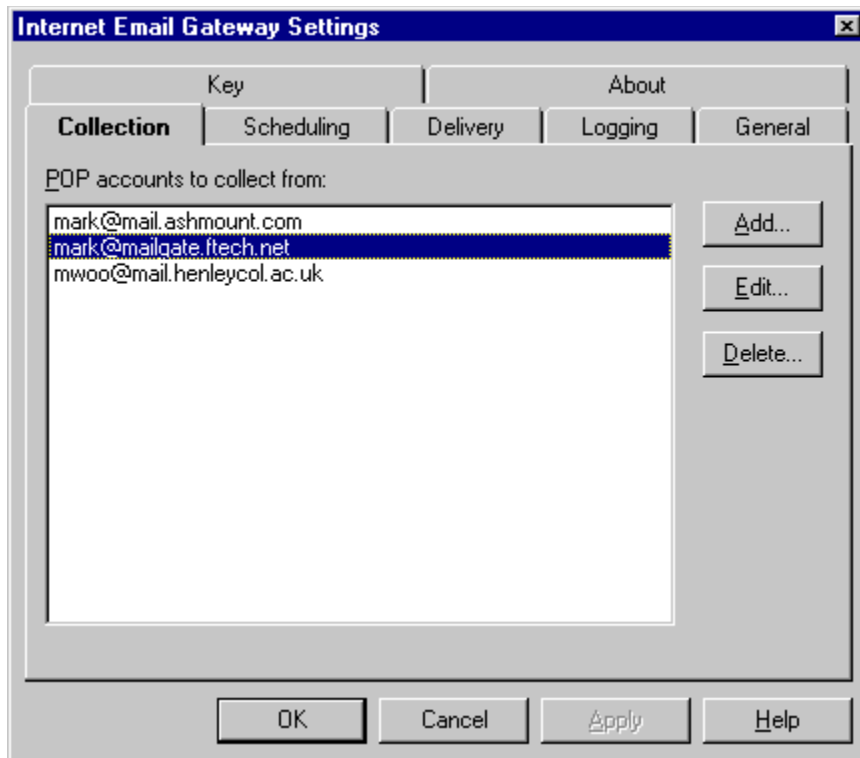 Internet Email Gateway Settings
Key About
Collection Scheduling Delivery Logging General
POP accounts to collect from:
mark@mail.ashmount.com
Add...
mark@mailgate.ftech.net
mwoo@mail.henleycol.ac.uk
Edit...
Delete...
OK Cancel Apply Help